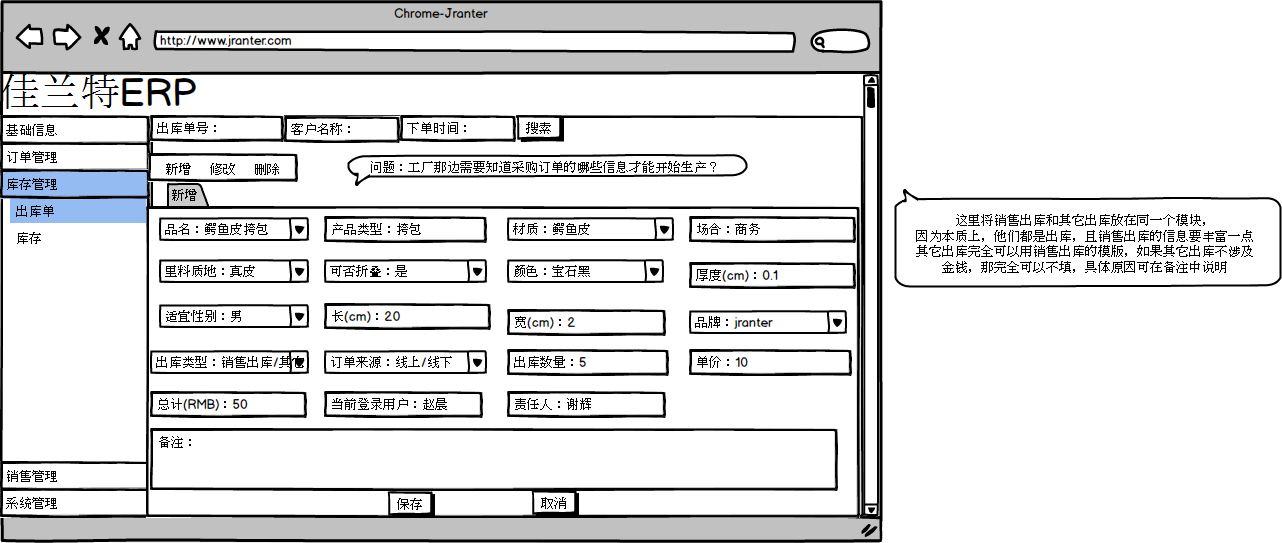 Chrome-Jranter
http://www.jranter.com
佳兰特ERP
基础信息
订单管理
库存管理
出库单
库存
销售管理
系统管理
出库单号：
客户名称：
下单时间：
搜索
新增 修改 删除
问题：工厂那边需要知道采购订单的哪些信息才能开始生产？
新增
品名：鳄鱼皮挎包
产品类型：挎包
材质：鳄鱼皮
场合：商务
里料质地：真皮
可否折叠：是
颜色：宝石黑
厚度(cm)：0.1
适宜性别：男
长(cm)：20
宽(cm)：2
品牌：jranter
出库类型：销售出库/其它
订单来源：线上/线下
出库数量：5
单价：10
总计(RMB)：50
当前登录用户：赵晨
责任人：谢辉
备注：
保存
取消
这里将销售出库和其它出库放在同一个模块，
因为本质上，他们都是出库，且销售出库的信息要丰富一点
其它出库完全可以用销售出库的模版，如果其它出库不涉及
金钱，那完全可以不填，具体原因可在备注中说明